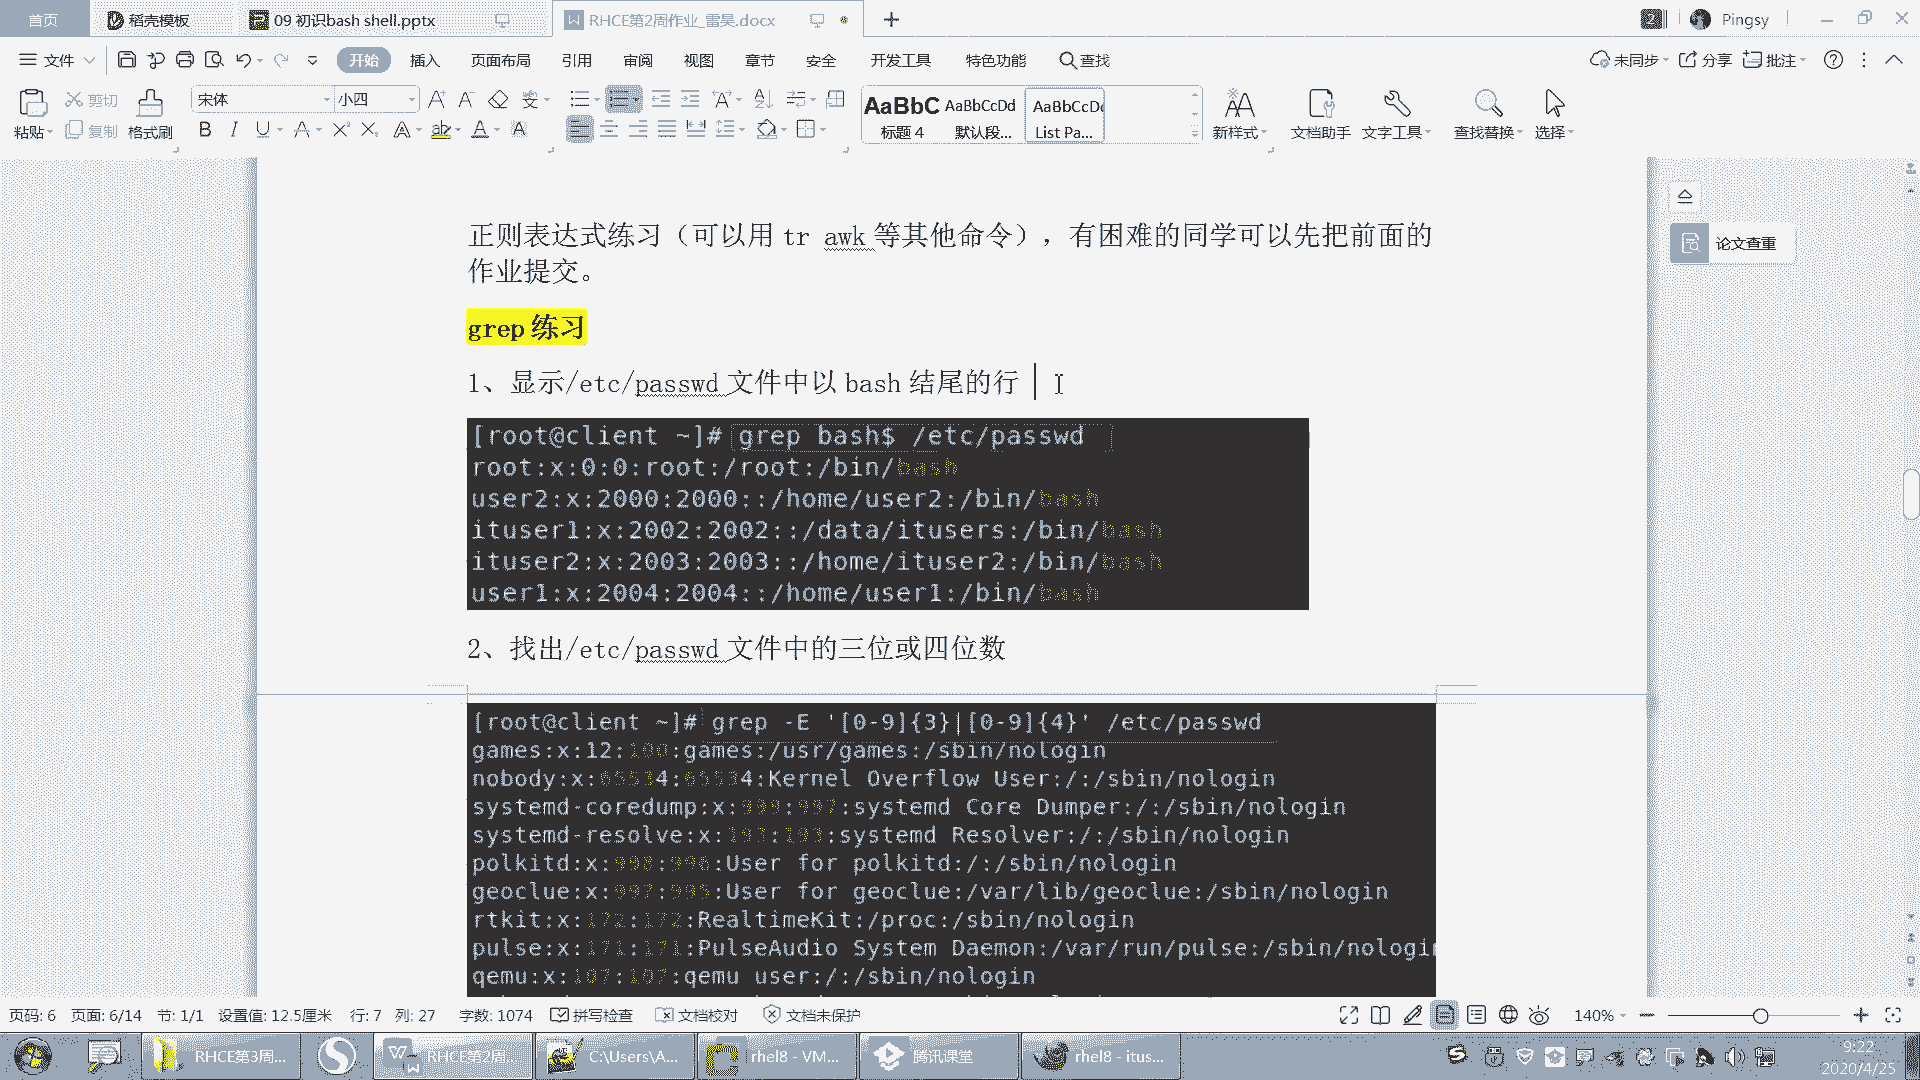 首页
稻壳模板
09 初识bash shell.pptx
RHCE第2周作业_雷昊.docx
2
Pingsy
文件
开始
插入
页面布局
引用
审阅
视图
章节
安全
开发工具
特色功能
查找
未同步
分享
批注
粘贴
剪切
复制
格式刷
宋体
小四
AaBbC
标题 4
AaBbCcDd
默认段...
AaBbCcDd
List Pa...
新样式
文档助手
文字工具
查找替换
选择
论文查重
正则表达式练习（可以用 tr awk 等其他命令），有困难的同学可以先把前面的
作业提交。
grep 练习
1、显示/etc/passwd 文件中以 bash 结尾的行
[root@client ~]# grep bash$ /etc/passwd
root:x:0:0:root:/root:/bin/bash
user2:x:2000:2000::/home/user2:/bin/bash
ituser1:x:2002:2002::/data/itusers:/bin/bash
ituser2:x:2003:2003::/home/ituser2:/bin/bash
user1:x:2004:2004::/home/user1:/bin/bash
2、找出/etc/passwd 文件中的三位或四位数
[root@client ~]# grep -E '[0-9]{3}|[0-9]{4}' /etc/passwd
games:x:12:100:games:/usr/games:/sbin/nologin
nobody:x:65534:65534:Kernel Overflow User:/:/sbin/nologin
systemd-coredump:x:999:997:systemd Core Dumper:/:/sbin/nologin
systemd-resolve:x:193:193:systemd Resolver:/:/sbin/nologin
polkitd:x:998:996:User for polkitd:/:/sbin/nologin
geoclue:x:997:995:User for geoclue:/var/lib/geoclue:/sbin/nologin
rtkit:x:172:172:RealtimeKit:/proc:/sbin/nologin
pulse:x:171:171:PulseAudio System Daemon:/var/run/pulse:/sbin/nologin
qemu:x:107:107:qemu user:/:/sbin/nologin
页码: 6
页面: 6/14
节: 1/1
设置值: 12.5厘米
行: 7
列: 27
字数: 1074
拼写检查
文档校对
文档未保护
140%
RHCE第3周...
RHCE第2周...
C:\Users\A...
rhel8 - VM...
腾讯课堂
rhel8 - itus...
9:22
2020/4/25